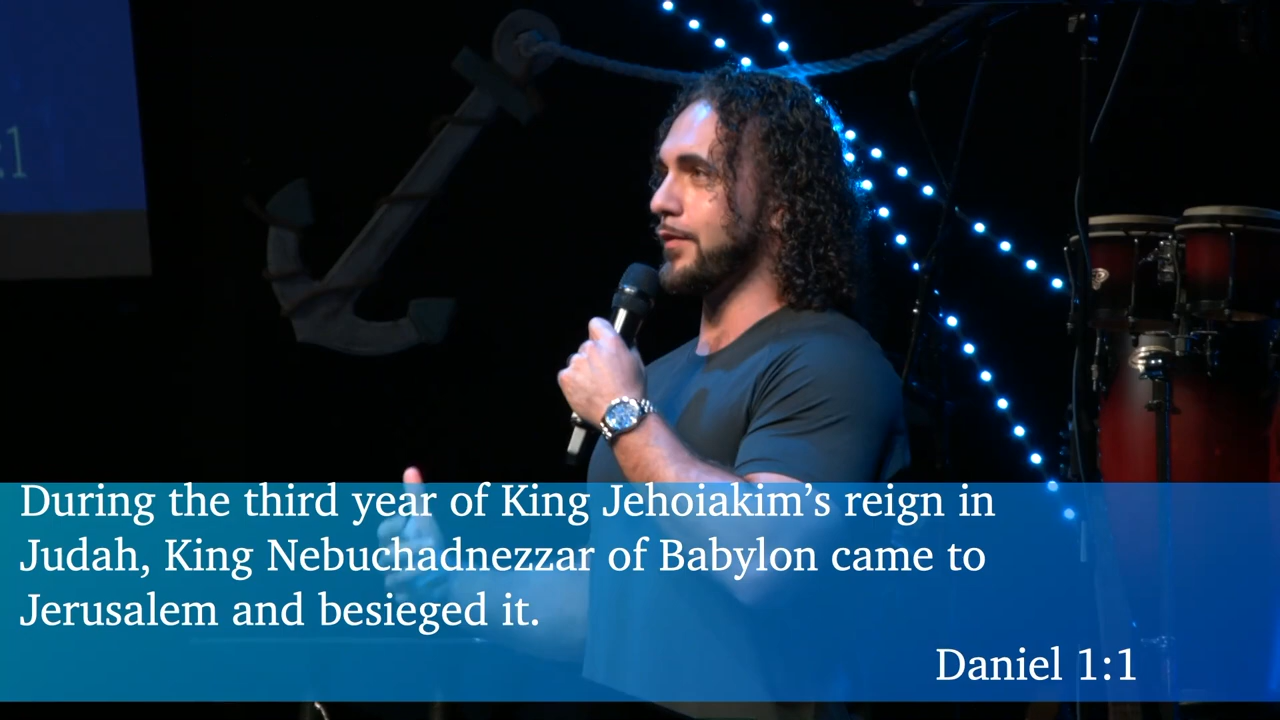 :1
During the third year of King Jehoiakim’s reign in
Judah, King Nebuchadnezzar of Babylon came to
Jerusalem and besieged it.
Daniel 1:1